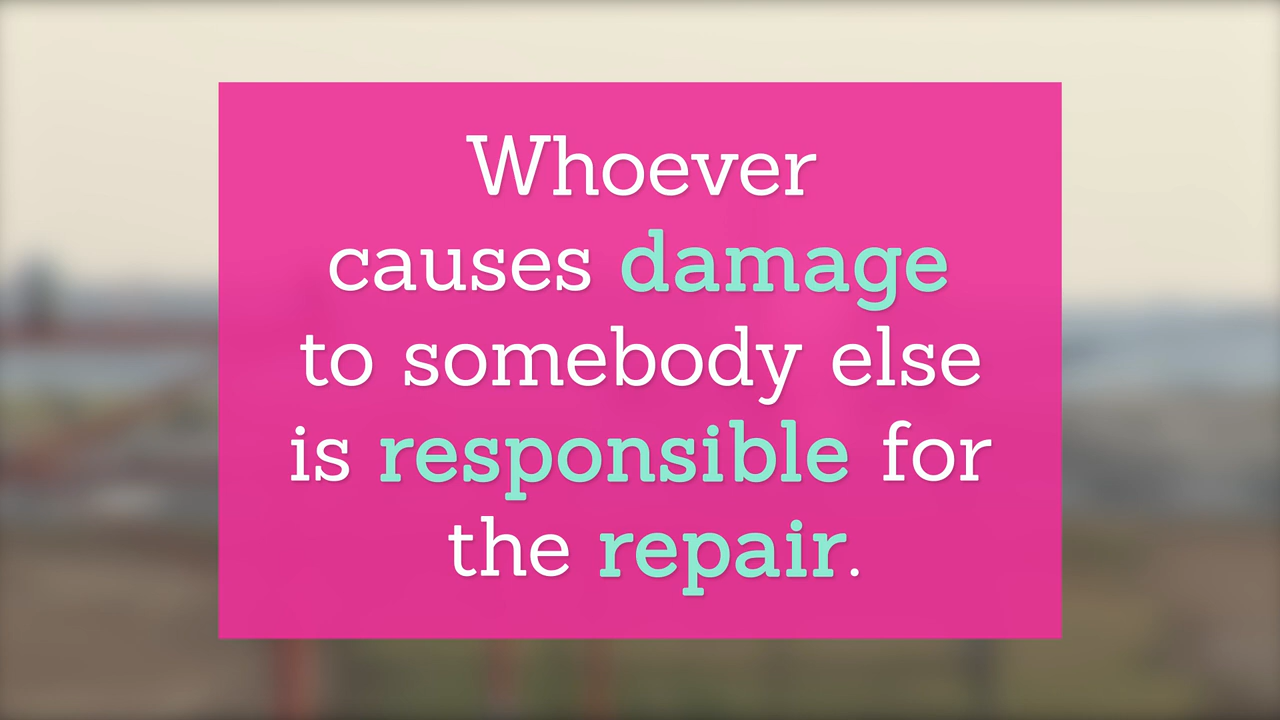 Whoever
causes damage
to somebody else
is responsible for
the repair.